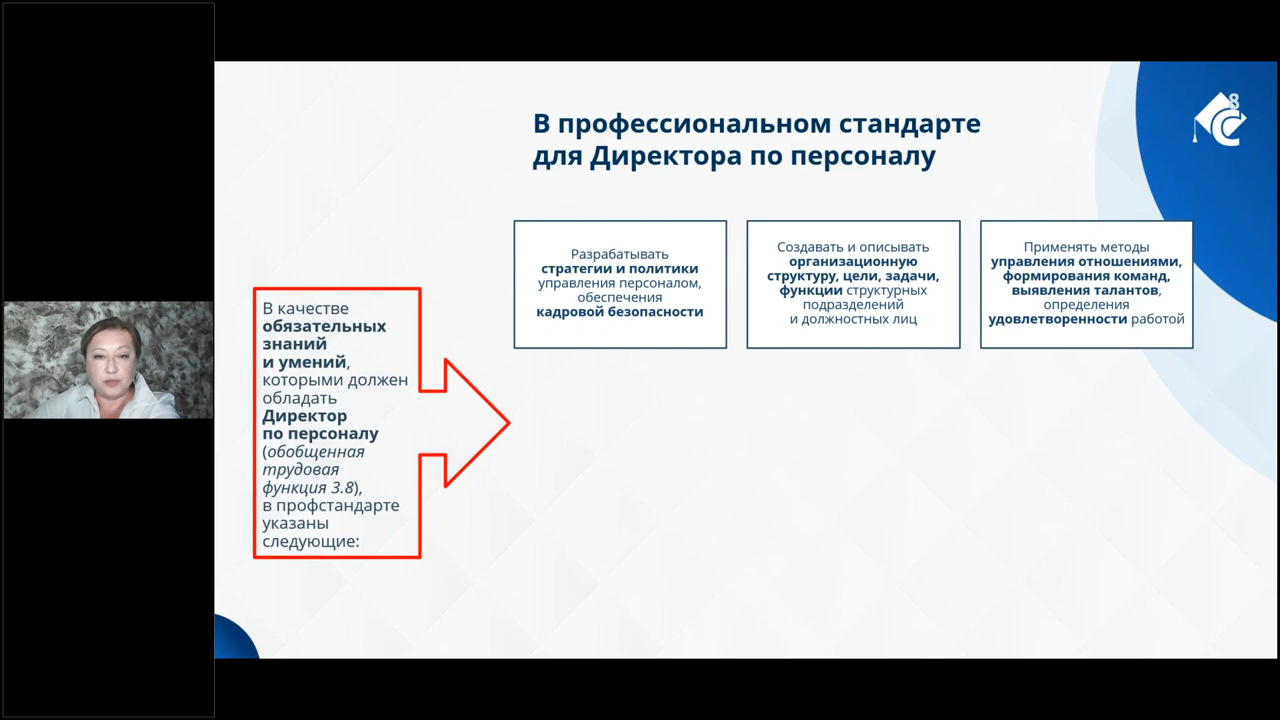 В профессиональном стандарте
для Директора по персоналу
8
В качестве
обязательных
знаний
и умений,
которыми должен
обладать
Директор
по персоналу
(обобщенная
трудовая
функция 3.8),
в профстандарте
указаны
следующие:
Разрабатывать
стратегии и политики
управления персоналом,
обеспечения
кадровой безопасности
Создавать и описывать
организационную
структуру, цели, задачи,
функции структурных
подразделений
и должностных лиц
Применять методы
управления отношениями,
формирования команд,
выявления талантов,
определения
удовлетворенности работой